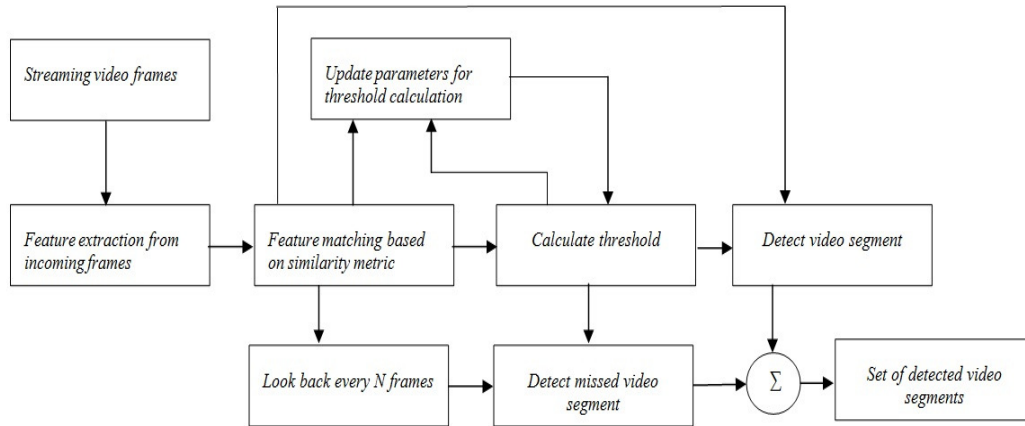 Streaming video frames
Update parameters for
threshold calculation
Feature extraction from
incoming frames
Feature matching based
on similarity metric
Calculate threshold
Detect video segment
Look back every N frames
Detect missed video
segment
Σ
Set of detected video
segments